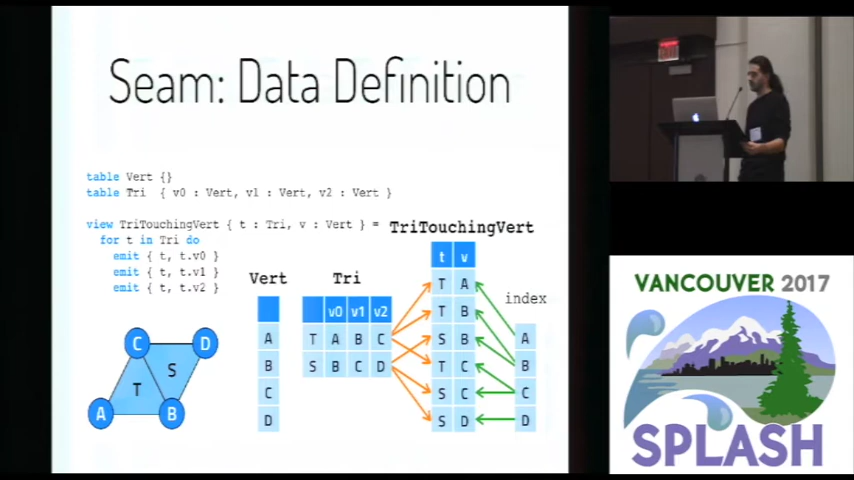 Seam: Data Definition
table Vert {}
table Tri { v0 : Vert, v1 : Vert, v2 : Vert }
view TriTouchingVert { t : Tri, v : Vert } =
for t in Tri do
emit { t, t.v0 }
emit { t, t.v1 }
emit { t, t.v2 }
C D
T S
A B
Vert
A
B
C
D
Tri
v0 v1 v2
T A B C
S B C D
TriTouchingVert
t v
T A
T B
S B
T C
S C
S D
index
A
B
C
D
VANCOUVER 2017
SPLASH